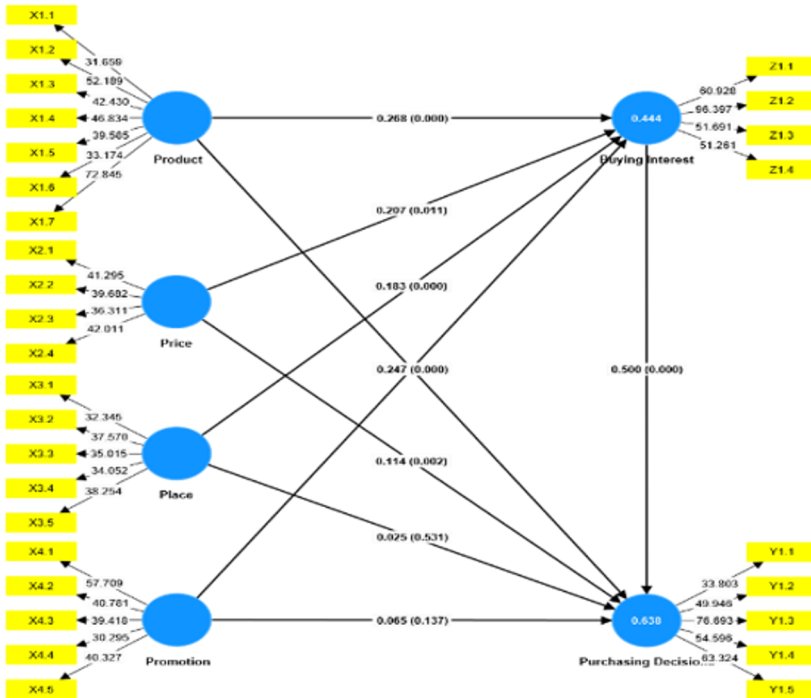 X1.1
31.659
X1.2
52.189
X1.3
42.430
X1.4
46.834
X1.5
39.585
33.174
X1.6
72.845
X1.7
Product
X2.1
41.295
X2.2
39.682
X2.3
36.311
42.011
X2.4
Price
X3.1
32.345
X3.2
37.570
X3.3
35.015
X3.4
34.052
38.254
X3.5
Place
X4.1
57.709
X4.2
40.781
X4.3
39.410
X4.4
30.295
40.327
X4.5
Promotion
0.268 (0.000)
0.207 (0.011)
0.183 (0.000)
0.247 (0.000)
0.500 (0.000)
0.114 (0.002)
0.025 (0.531)
0.065 (0.137)
0.444
Buying Interest
Z1.1
60.928
Z1.2
96.397
Z1.3
51.691
51.261
Z1.4
0.638
Purchasing Decisio...
Y1.1
33.803
Y1.2
49.946
Y1.3
76.693
Y1.4
54.596
63.324
Y1.5